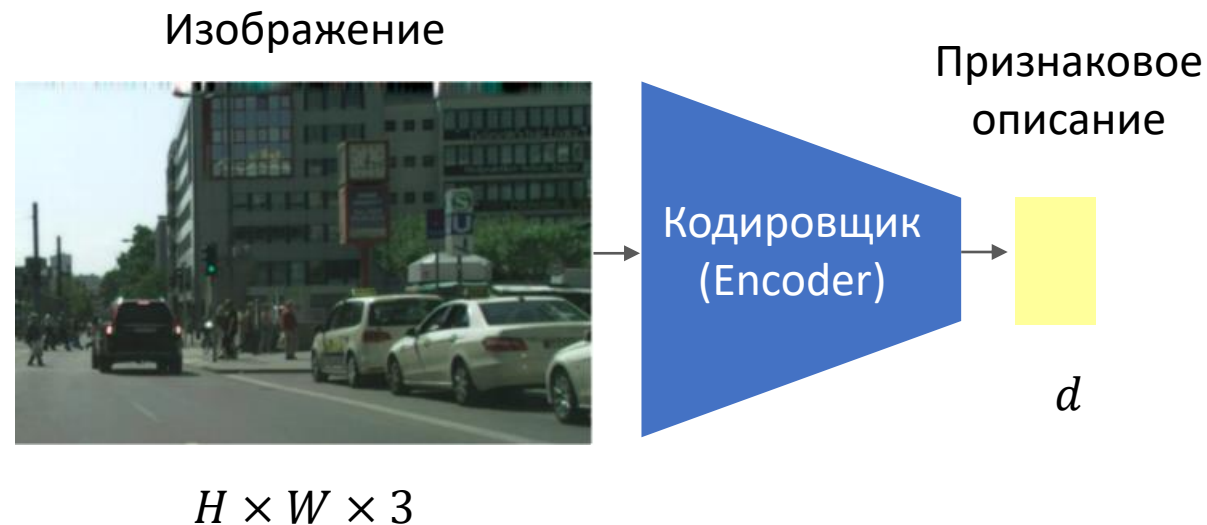 Изображение
Признаковое
описание
Кодировщик
(Encoder)
S
U
d
H × W × 3